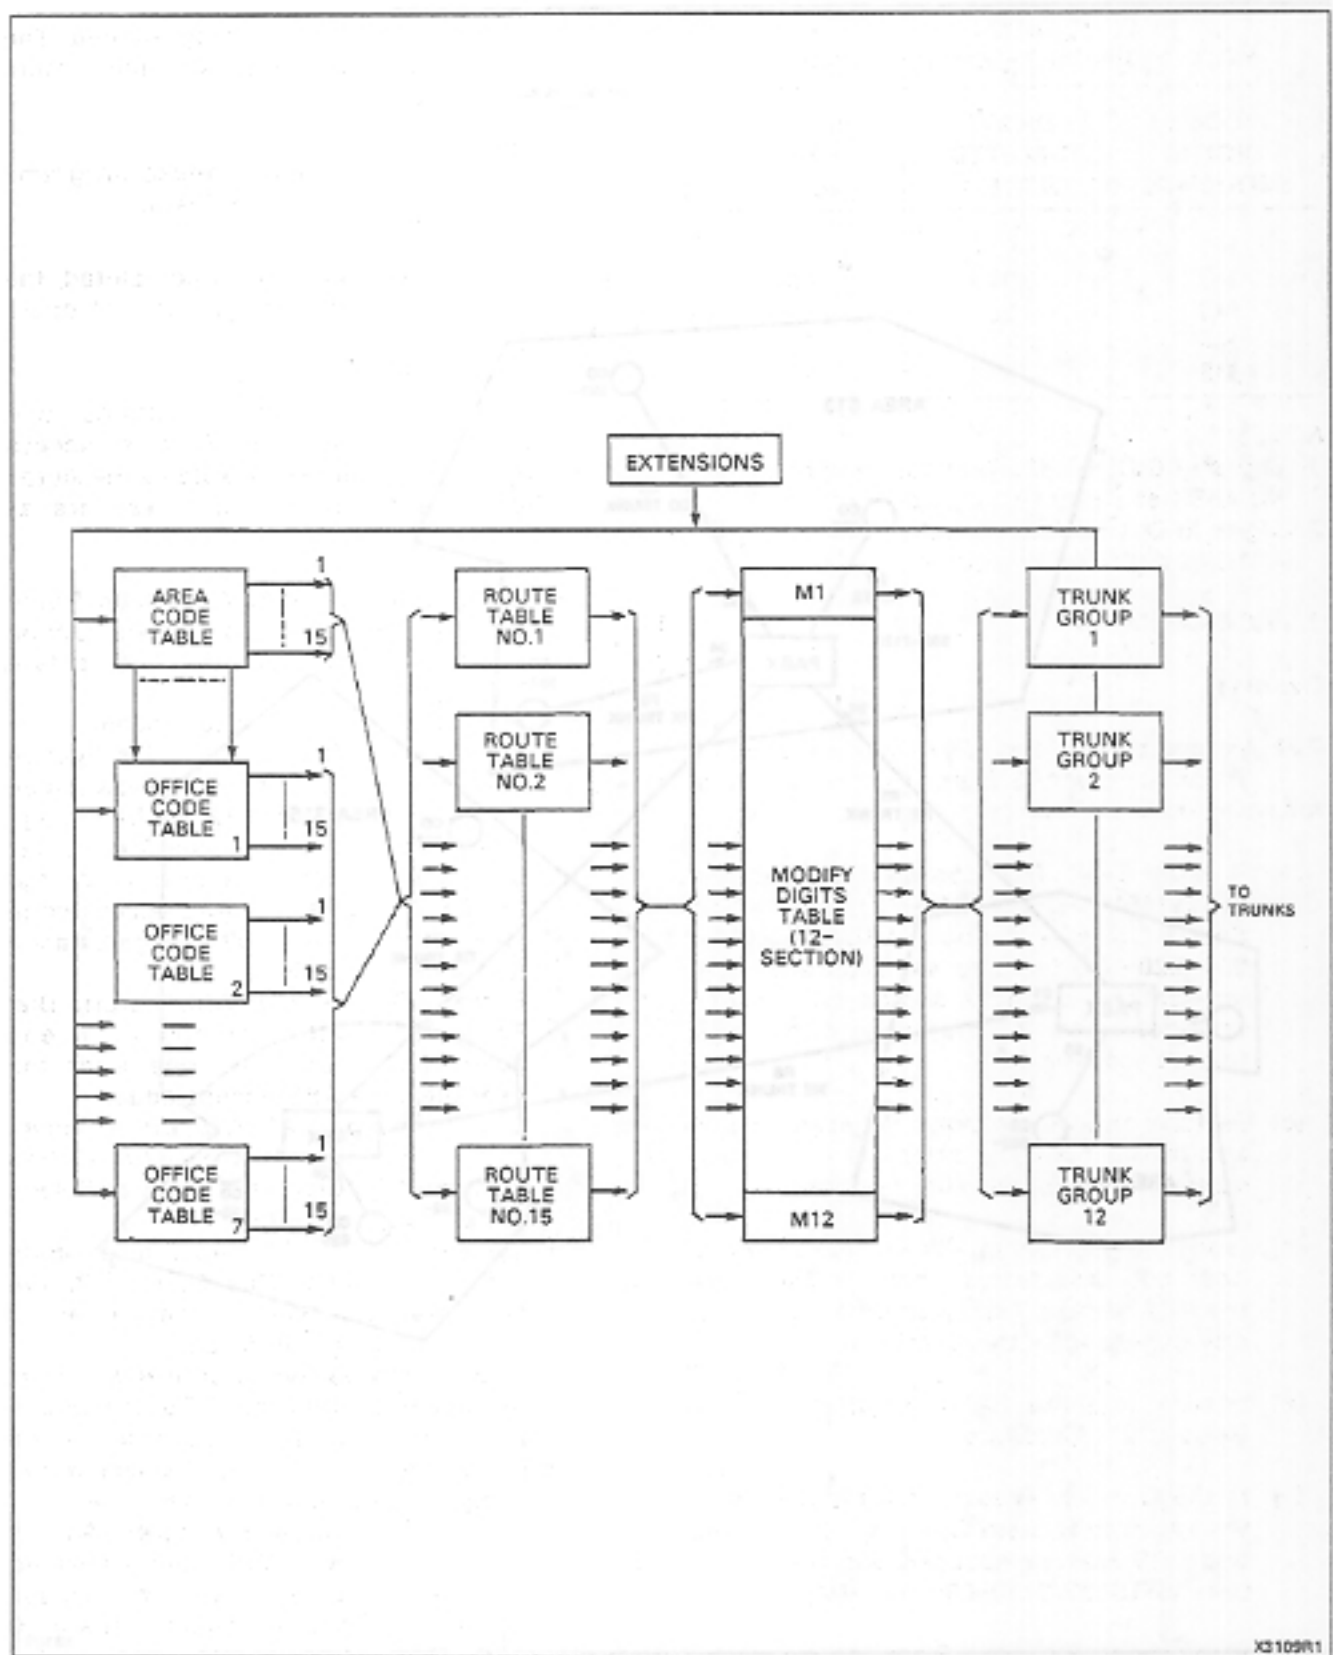 EXTENSIONS
AREA
CODE
TABLE
1
15
OFFICE
CODE
TABLE
1
1
15
OFFICE
CODE
TABLE
2
1
15
OFFICE
CODE
TABLE
7
1
15
ROUTE
TABLE
NO.1
ROUTE
TABLE
NO.2
ROUTE
TABLE
NO.15
M1
MODIFY
DIGITS
TABLE
(12-
SECTION)
M12
TRUNK
GROUP
1
TRUNK
GROUP
2
TRUNK
GROUP
12
TO
TRUNKS
X3109R1